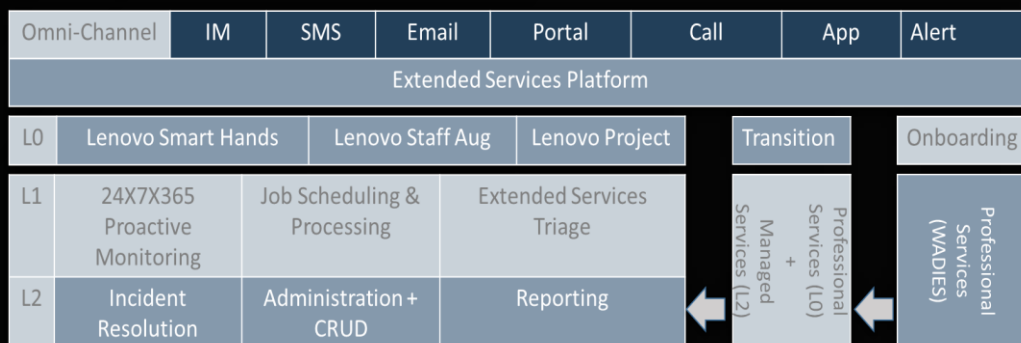 Omni-Channel IM SMS Email Portal Call App Alert
Extended Services Platform
L0 Lenovo Smart Hands Lenovo Staff Aug Lenovo Project Transition Onboarding
L1 24X7X365 Proactive Monitoring Job Scheduling & Processing Extended Services Triage
L2 Incident Resolution Administration + CRUD Reporting
Professional Services (L0) + Managed Services (L2)
Professional Services (WADIES)